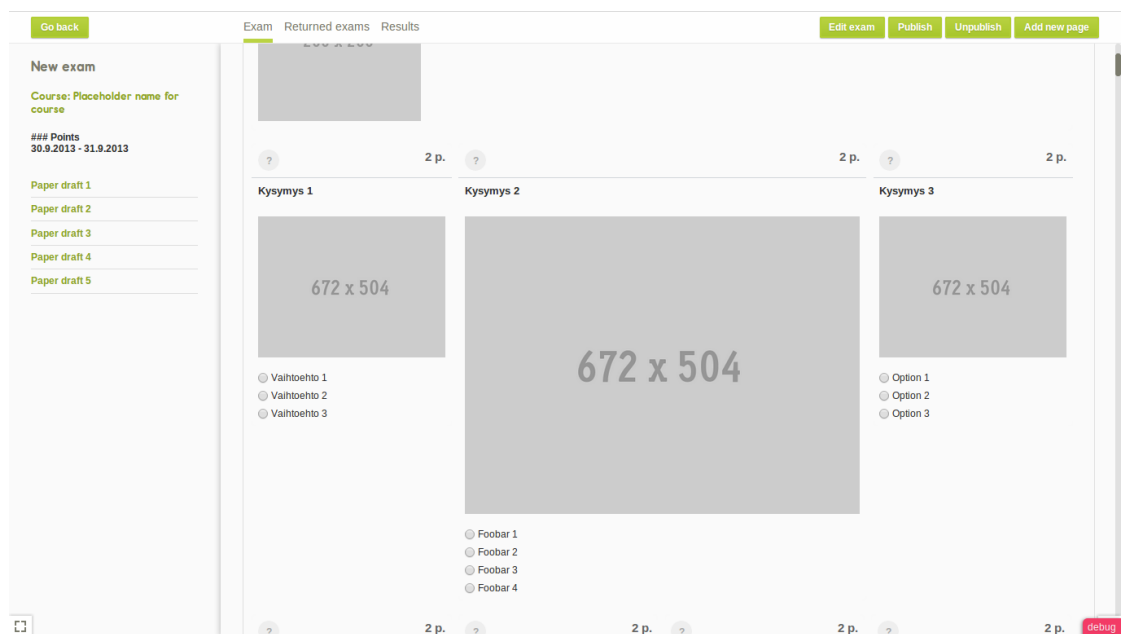 Go back
Exam Returned exams Results
Edit exam Publish Unpublish Add new page
New exam
Course: Placeholder name for
course
### Points
30.9.2013 - 31.9.2013
Paper draft 1
Paper draft 2
Paper draft 3
Paper draft 4
Paper draft 5
? 2 p. ? 2 p. ? 2 p.
Kysymys 1 Kysymys 2 Kysymys 3
672 x 504
672 x 504
672 x 504
Vaihtoehto 1
Vaihtoehto 2
Vaihtoehto 3
Foobar 1
Foobar 2
Foobar 3
Foobar 4
Option 1
Option 2
Option 3
? 2 p. ? 2 p. ? 2 p. ? 2 p.
debug